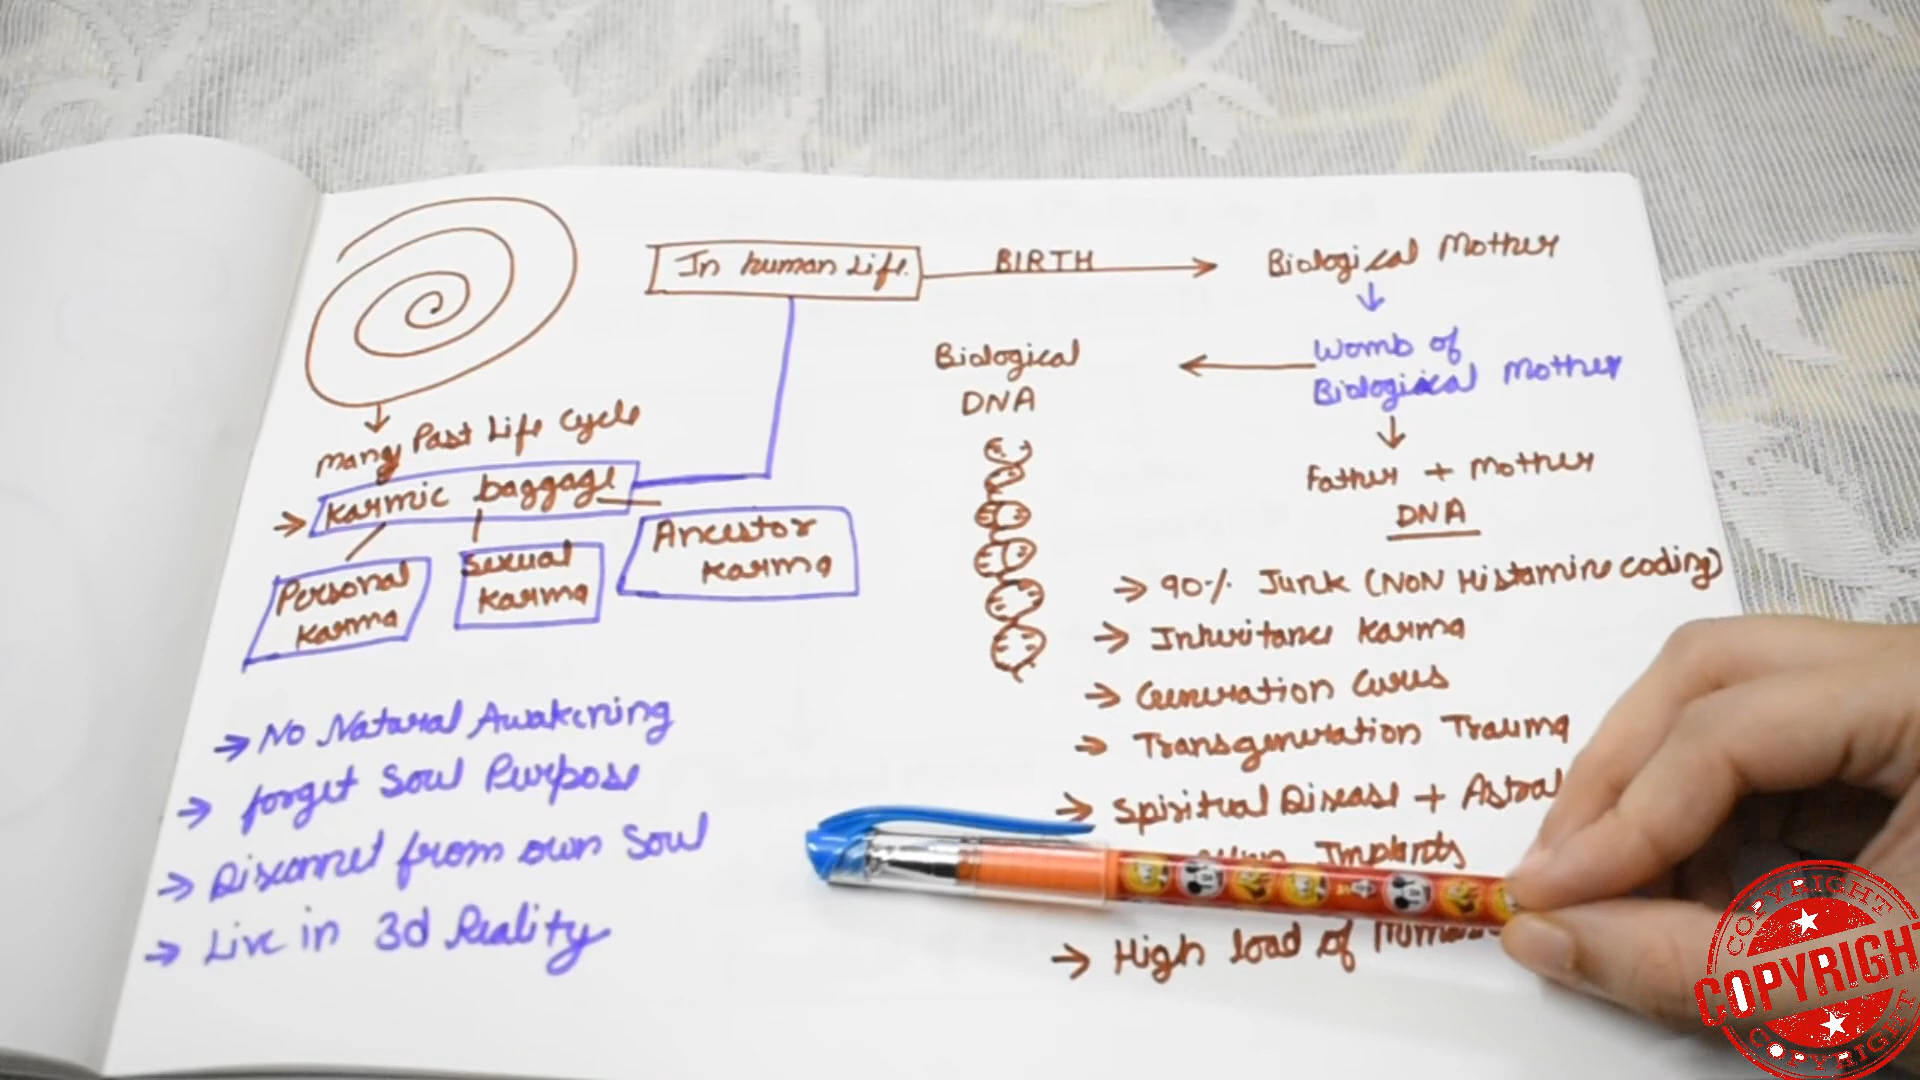 In human Life.
BIRTH
Biological Mother
Womb of
Biological Mother
Biological
DNA
Father + Mother
DNA
Many Past Life Cycle
Karmic baggage
Personal
Karma
Sexual
Karma
Ancestor
Karma
→ 90% Junk (NON Histamine coding)
→ Inheritance Karma
→ Generation Curses
→ Transgeneration Trauma
→ Spiritual Disease + Astral
Implants
→ High load of
→ No Natural Awakening
→ forget Soul Purpose
→ Disconnet from own Soul
→ Live in 3d Reality
COPYRIGHT
COPYRIGH
COPYRIGHT